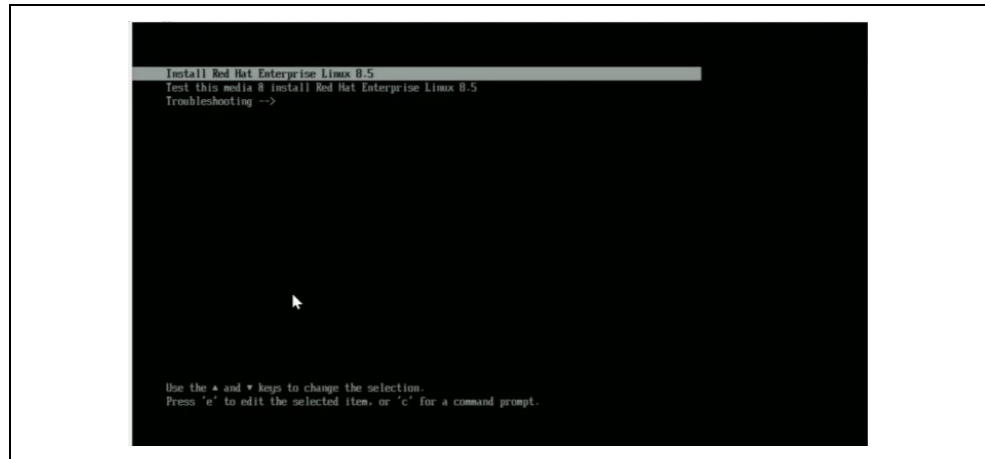 Install Red Hat Enterprise Linux 8.5
Test this media & install Red Hat Enterprise Linux 8.5
Troubleshooting -->
Use the ▲ and ▼ keys to change the selection.
Press 'e' to edit the selected item, or 'c' for a command prompt.